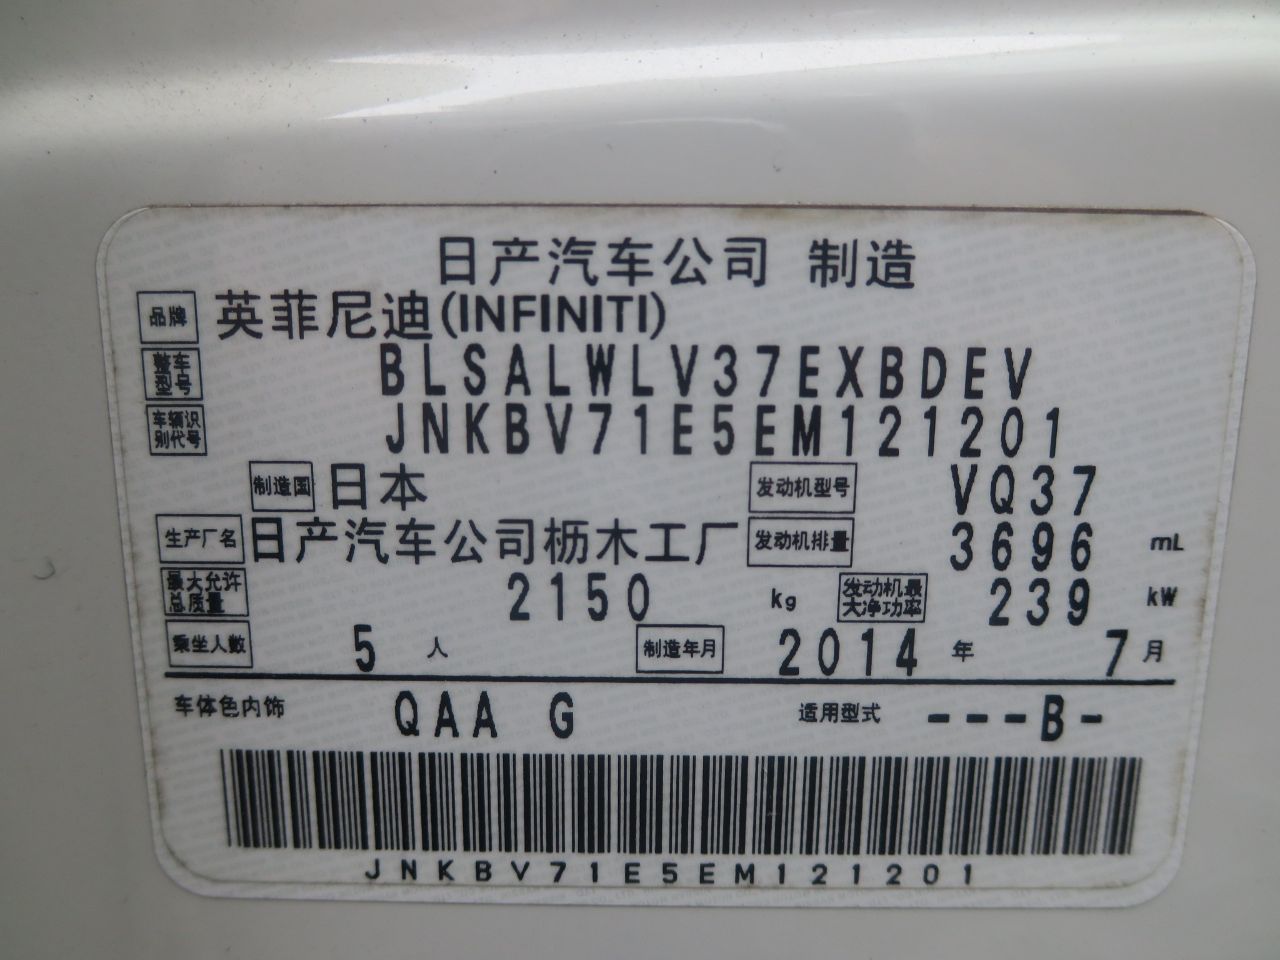 日产汽车公司 制造
品牌 英菲尼迪(INFINITI)
整车型号 BLSALWLV37EXBDEV
车辆识别代号 JNKBV71E5EM121201
制造国 日本 发动机型号 VQ37
生产厂名 日产汽车公司枥木工厂 发动机排量 3696 mL
最大允许总质量 2150 kg 发动机最大净功率 239 kW
乘坐人数 5 人 制造年月 2014 年 7 月
车体色内饰 QAA G 适用型式 ---B-
JNKBV71E5EM121201